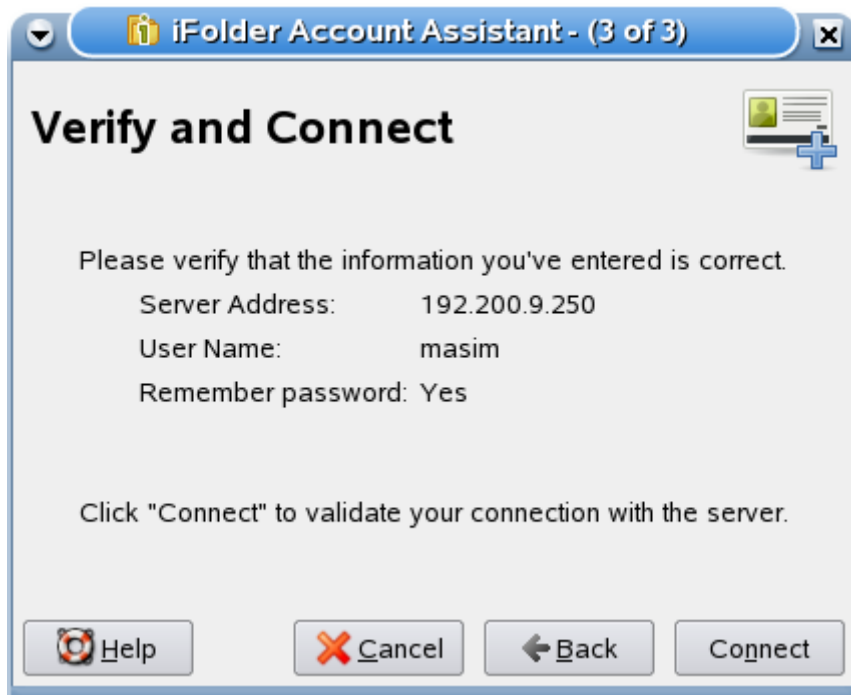 iFolder Account Assistant - (3 of 3)
Verify and Connect
Please verify that the information you've entered is correct.
Server Address: 192.200.9.250
User Name: masim
Remember password: Yes
Click "Connect" to validate your connection with the server.
Help Cancel Back Connect